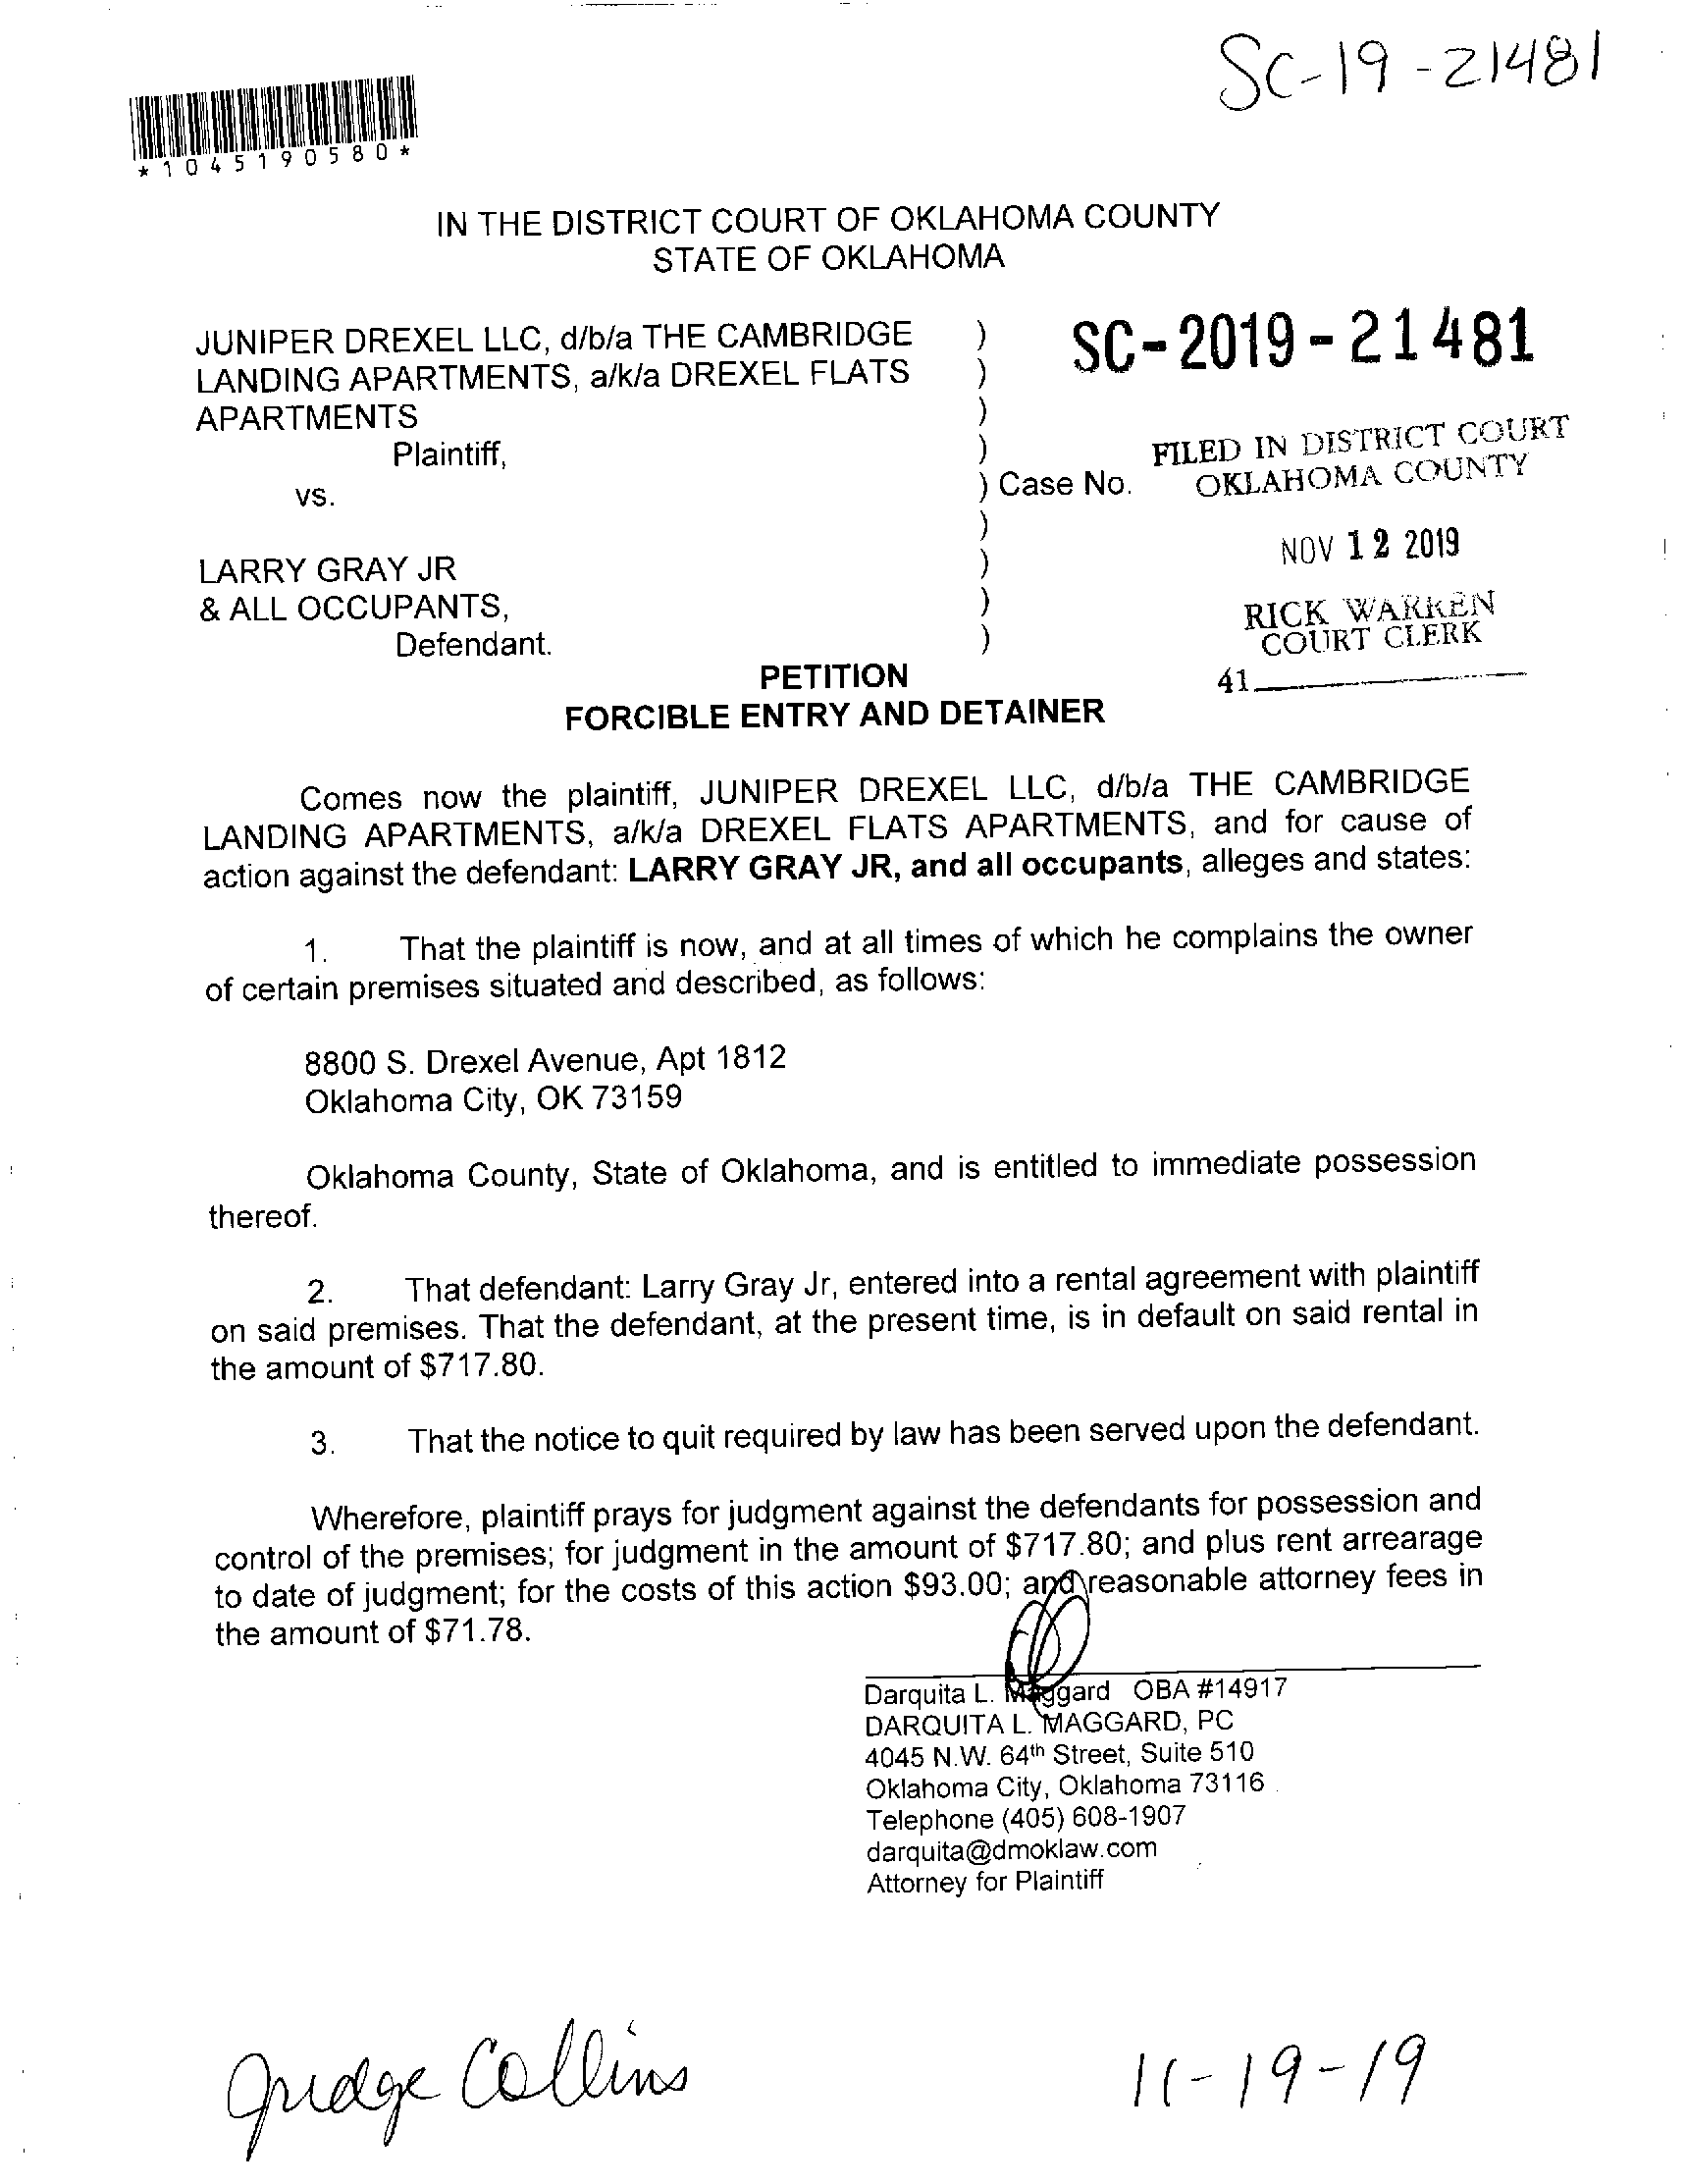 SC-19-21481
*1045190580*
IN THE DISTRICT COURT OF OKLAHOMA COUNTY
STATE OF OKLAHOMA
JUNIPER DREXEL LLC, d/b/a THE CAMBRIDGE )
LANDING APARTMENTS, a/k/a DREXEL FLATS )
APARTMENTS )
Plaintiff, )
vs. ) Case No.
)
LARRY GRAY JR )
& ALL OCCUPANTS, )
Defendant. )
SC-2019-21481
FILED IN DISTRICT COURT
OKLAHOMA COUNTY
NOV 12 2019
RICK WARREN
COURT CLERK
41
PETITION
FORCIBLE ENTRY AND DETAINER
Comes now the plaintiff, JUNIPER DREXEL LLC, d/b/a THE CAMBRIDGE
LANDING APARTMENTS, a/k/a DREXEL FLATS APARTMENTS, and for cause of
action against the defendant: LARRY GRAY JR, and all occupants, alleges and states:
1. That the plaintiff is now, and at all times of which he complains the owner
of certain premises situated and described, as follows:
8800 S. Drexel Avenue, Apt 1812
Oklahoma City, OK 73159
Oklahoma County, State of Oklahoma, and is entitled to immediate possession
thereof.
2. That defendant: Larry Gray Jr, entered into a rental agreement with plaintiff
on said premises. That the defendant, at the present time, is in default on said rental in
the amount of $717.80.
3. That the notice to quit required by law has been served upon the defendant.
Wherefore, plaintiff prays for judgment against the defendants for possession and
control of the premises; for judgment in the amount of $717.80; and plus rent arrearage
to date of judgment; for the costs of this action $93.00; and reasonable attorney fees in
the amount of $71.78.
Darquita L. Maggard OBA #14917
DARQUITA L. MAGGARD, PC
4045 N.W. 64th Street, Suite 510
Oklahoma City, Oklahoma 73116
Telephone (405) 608-1907
darquita@dmoklaw.com
Attorney for Plaintiff
Judge Collins
11-19-19